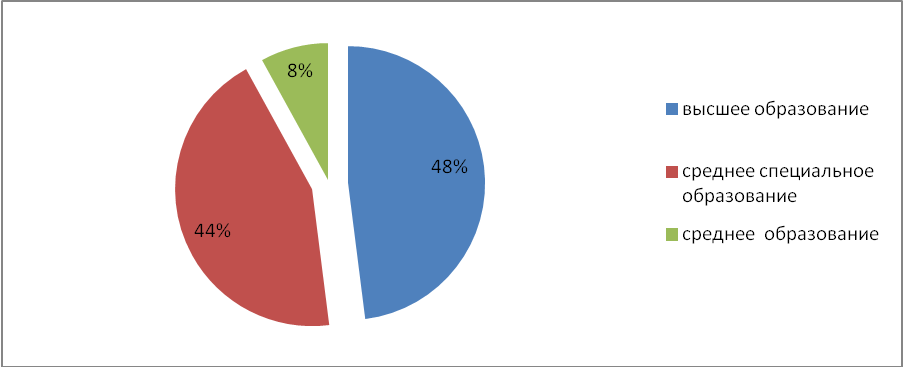 8%
48%
44%
высшее образование
среднее специальное
образование
среднее образование